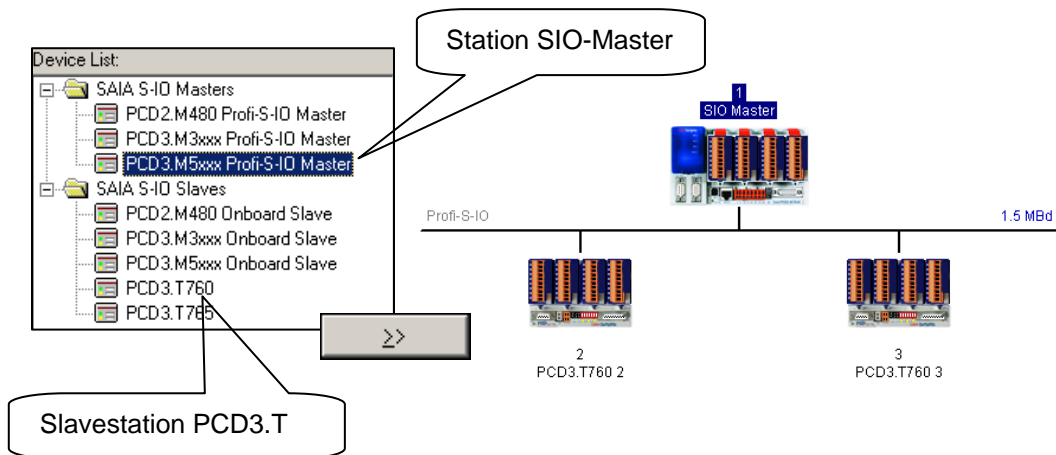 Station SIO-Master
Device List:
SAIA S-IO Masters
PCD2.M480 Profi-S-IO Master
PCD3.M3xxx Profi-S-IO Master
PCD3.M5xxx Profi-S-IO Master
SAIA S-IO Slaves
PCD2.M480 Onboard Slave
PCD3.M3xxx Onboard Slave
PCD3.M5xxx Onboard Slave
PCD3.T760
PCD3.T765
>>
Slavestation PCD3.T
1
SIO Master
Profi-S-IO
1.5 MBd
2
PCD3.T760 2
3
PCD3.T760 3